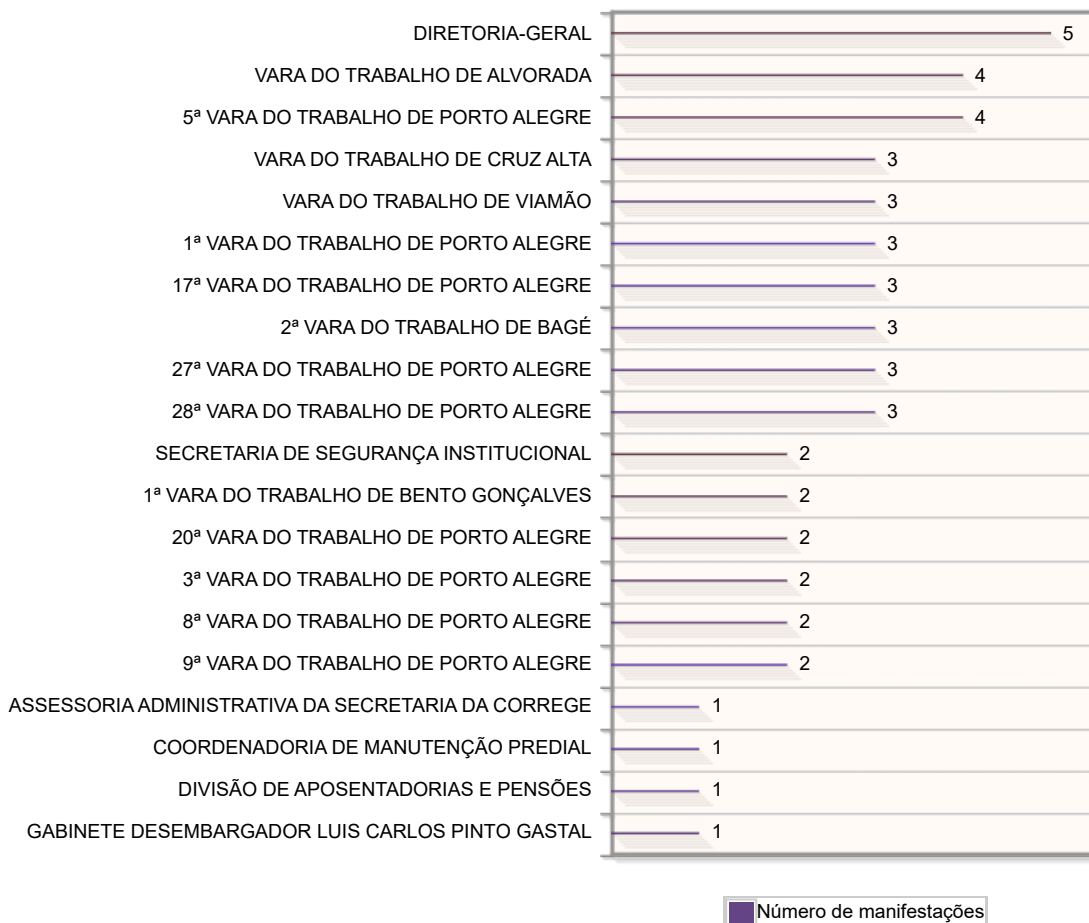 DIRETORIA-GERAL 5
VARA DO TRABALHO DE ALVORADA 4
5ª VARA DO TRABALHO DE PORTO ALEGRE 4
VARA DO TRABALHO DE CRUZ ALTA 3
VARA DO TRABALHO DE VIAMÃO 3
1ª VARA DO TRABALHO DE PORTO ALEGRE 3
17ª VARA DO TRABALHO DE PORTO ALEGRE 3
2ª VARA DO TRABALHO DE BAGÉ 3
27ª VARA DO TRABALHO DE PORTO ALEGRE 3
28ª VARA DO TRABALHO DE PORTO ALEGRE 3
SECRETARIA DE SEGURANÇA INSTITUCIONAL 2
1ª VARA DO TRABALHO DE BENTO GONÇALVES 2
20ª VARA DO TRABALHO DE PORTO ALEGRE 2
3ª VARA DO TRABALHO DE PORTO ALEGRE 2
8ª VARA DO TRABALHO DE PORTO ALEGRE 2
9ª VARA DO TRABALHO DE PORTO ALEGRE 2
ASSESSORIA ADMINISTRATIVA DA SECRETARIA DA CORREGE 1
COORDENADORIA DE MANUTENÇÃO PREDIAL 1
DIVISÃO DE APOSENTADORIAS E PENSÕES 1
GABINETE DESEMBARGADOR LUIS CARLOS PINTO GASTAL 1
Número de manifestações